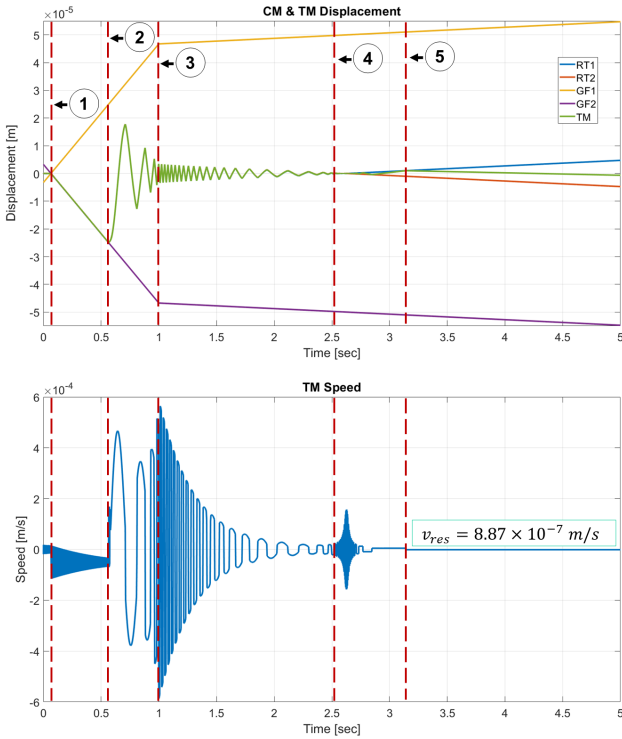 CM & TM Displacement
×10⁻⁵
5
4
3
2
1
0
-1
-2
-3
-4
-5
Displacement [m]
1
2
3
4
5
RT1
RT2
GF1
GF2
TM
0 0.5 1 1.5 2 2.5 3 3.5 4 4.5 5
Time [sec]
TM Speed
×10⁻⁴
6
4
2
0
-2
-4
-6
Speed [m/s]
v_res = 8.87 × 10⁻⁷ m/s
0 0.5 1 1.5 2 2.5 3 3.5 4 4.5 5
Time [sec]